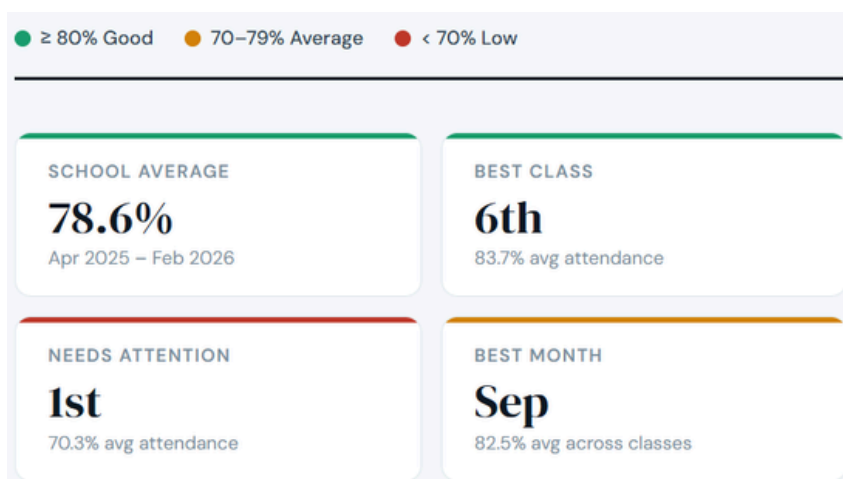 ≥ 80% Good 70–79% Average < 70% Low
SCHOOL AVERAGE
78.6%
Apr 2025 – Feb 2026
BEST CLASS
6th
83.7% avg attendance
NEEDS ATTENTION
1st
70.3% avg attendance
BEST MONTH
Sep
82.5% avg across classes